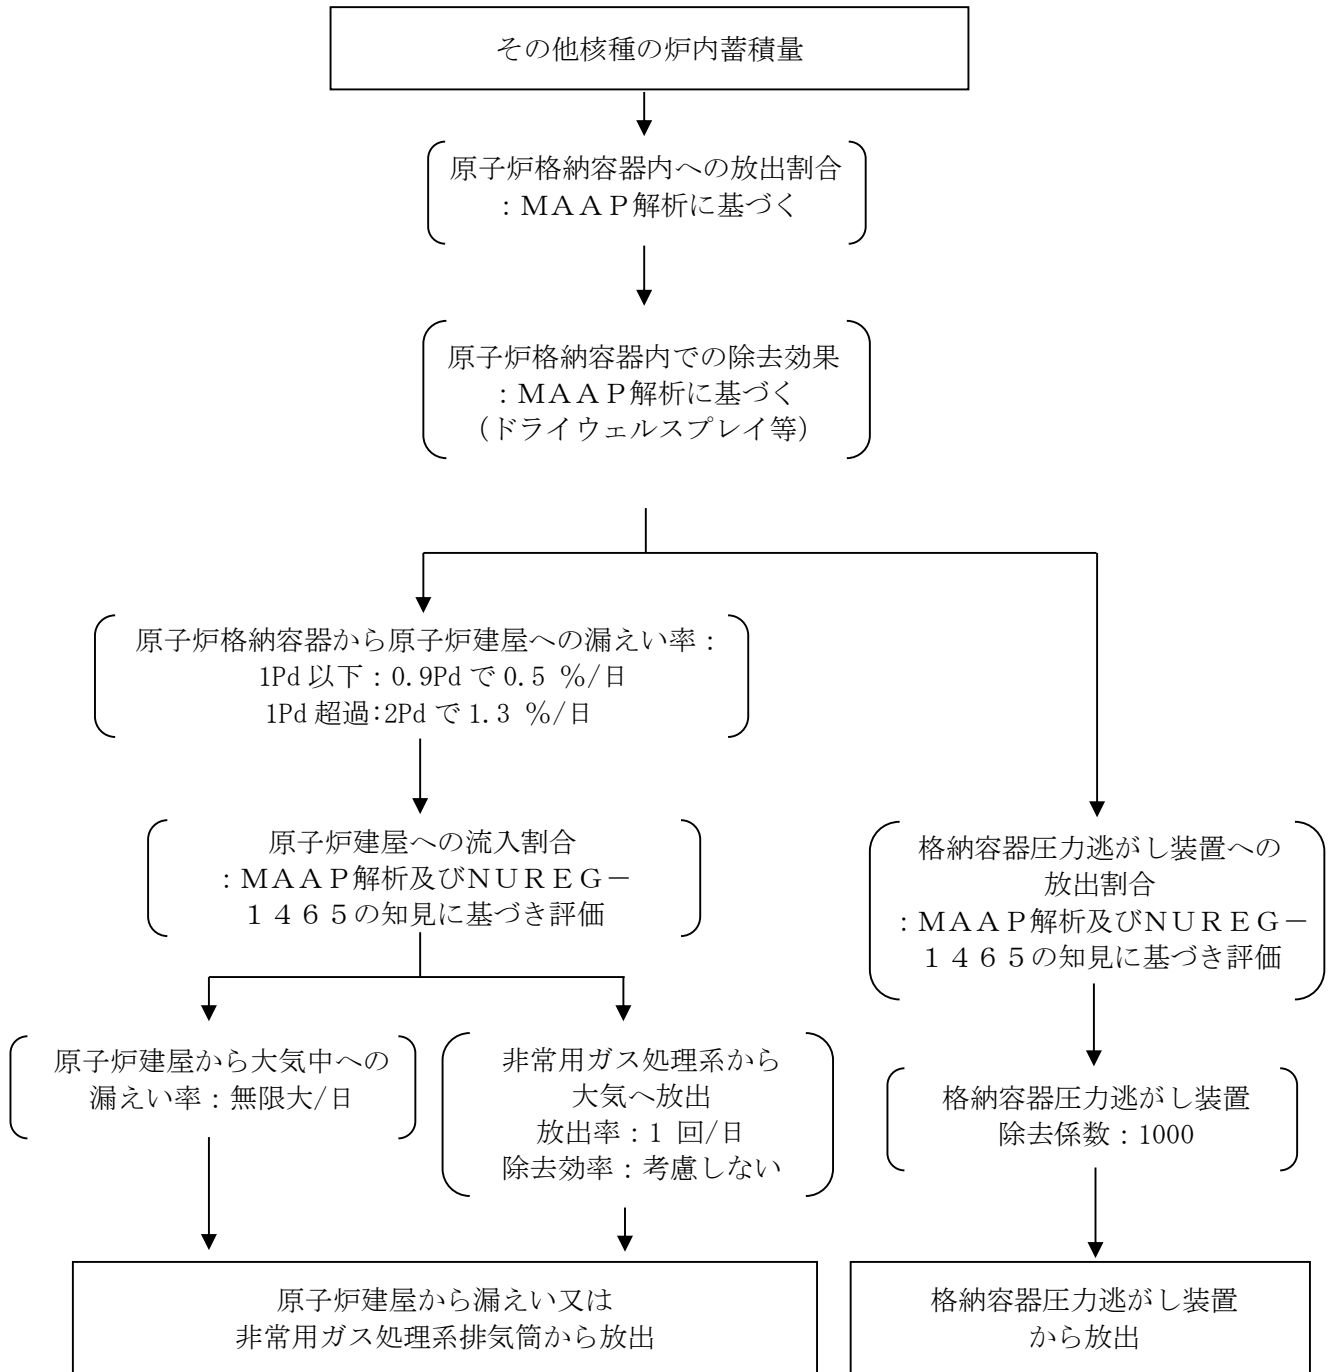 その他核種の炉内蓄積量
原子炉格納容器内への放出割合
：ＭＡＡＰ解析に基づく
原子炉格納容器内での除去効果
：ＭＡＡＰ解析に基づく
（ドライウェルスプレイ等）
原子炉格納容器から原子炉建屋への漏えい率：
1Pd以下：0.9Pdで0.5 %/日
1Pd超過：2Pdで1.3 %/日
原子炉建屋への流入割合
：ＭＡＡＰ解析及びＮＵＲＥＧ－
１４６５の知見に基づき評価
原子炉建屋から大気中への
漏えい率：無限大/日
非常用ガス処理系から
大気へ放出
放出率：1 回/日
除去効率：考慮しない
原子炉建屋から漏えい又は
非常用ガス処理系排気筒から放出
格納容器圧力逃がし装置への
放出割合
：ＭＡＡＰ解析及びＮＵＲＥＧ－
１４６５の知見に基づき評価
格納容器圧力逃がし装置
除去係数：1000
格納容器圧力逃がし装置
から放出